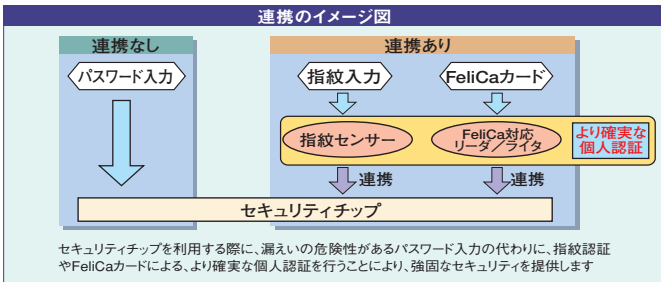 連携のイメージ図
連携なし
連携あり
パスワード入力
指紋入力
FeliCaカード
指紋センサー
FeliCa対応
リーダ／ライタ
より確実な
個人認証
連携
連携
セキュリティチップ
セキュリティチップを利用する際に、漏えいの危険性があるパスワード入力の代わりに、指紋認証
やFeliCaカードによる、より確実な個人認証を行うことにより、強固なセキュリティを提供します